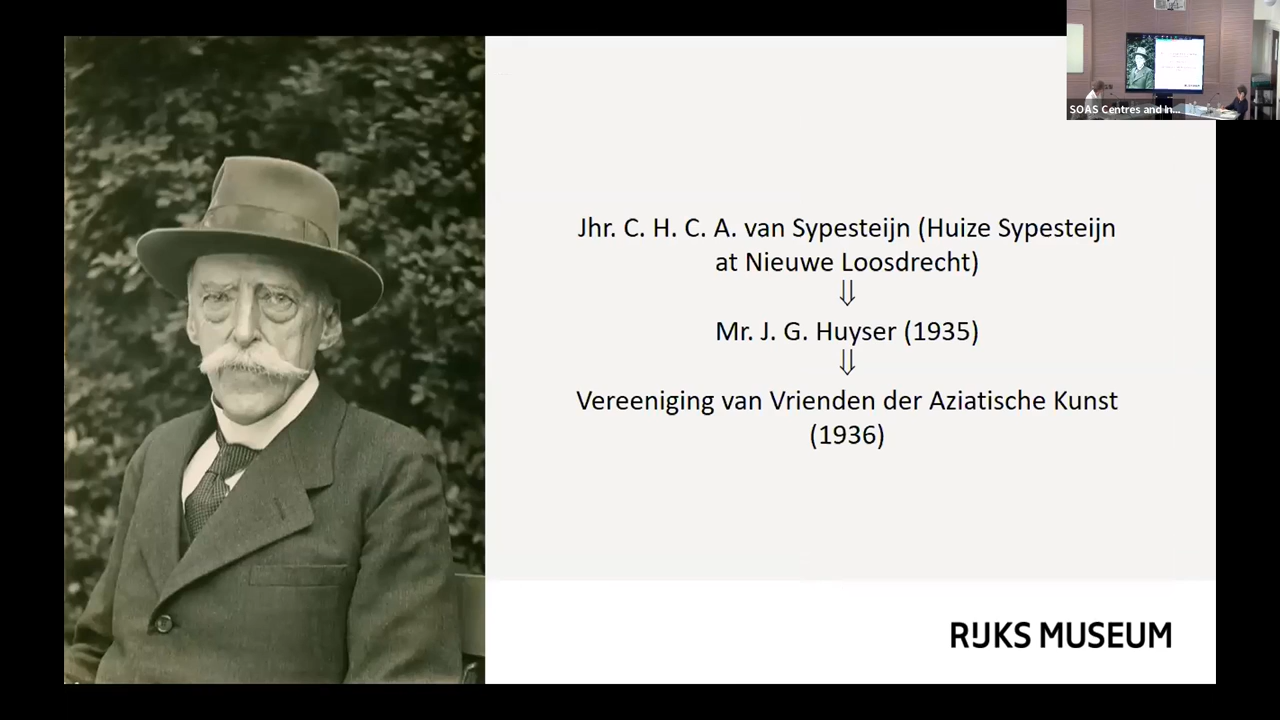 SOAS Centres and In...
Jhr. C. H. C. A. van Sypesteijn (Huize Sypesteijn
at Nieuwe Loosdrecht)
⇓
Mr. J. G. Huyser (1935)
⇓
Vereeniging van Vrienden der Aziatische Kunst
(1936)
RIJKS MUSEUM